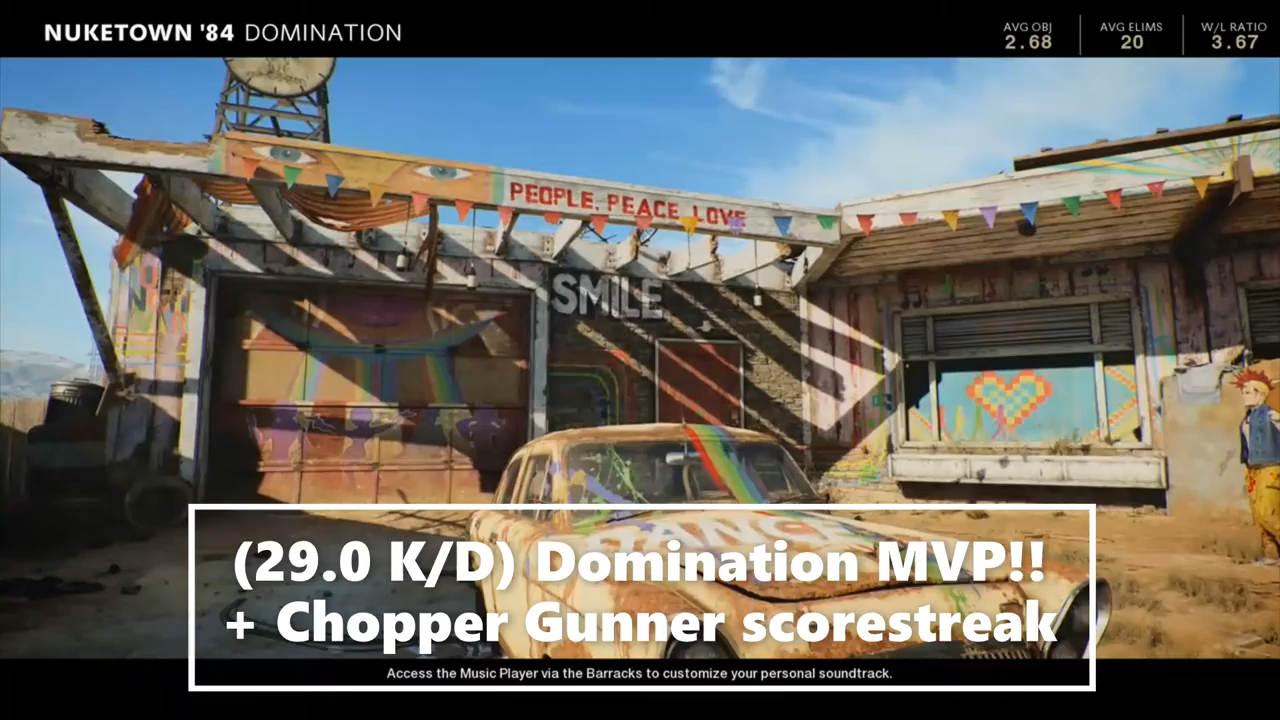 NUKETOWN '84 DOMINATION
AVG OBJ
2.68
AVG ELIMS
20
W/L RATIO
3.67
PEOPLE. PEACE LOVE
SMILE
(29.0 K/D) Domination MVP!!
+ Chopper Gunner scorestreak
Access the Music Player via the Barracks to customize your personal soundtrack.